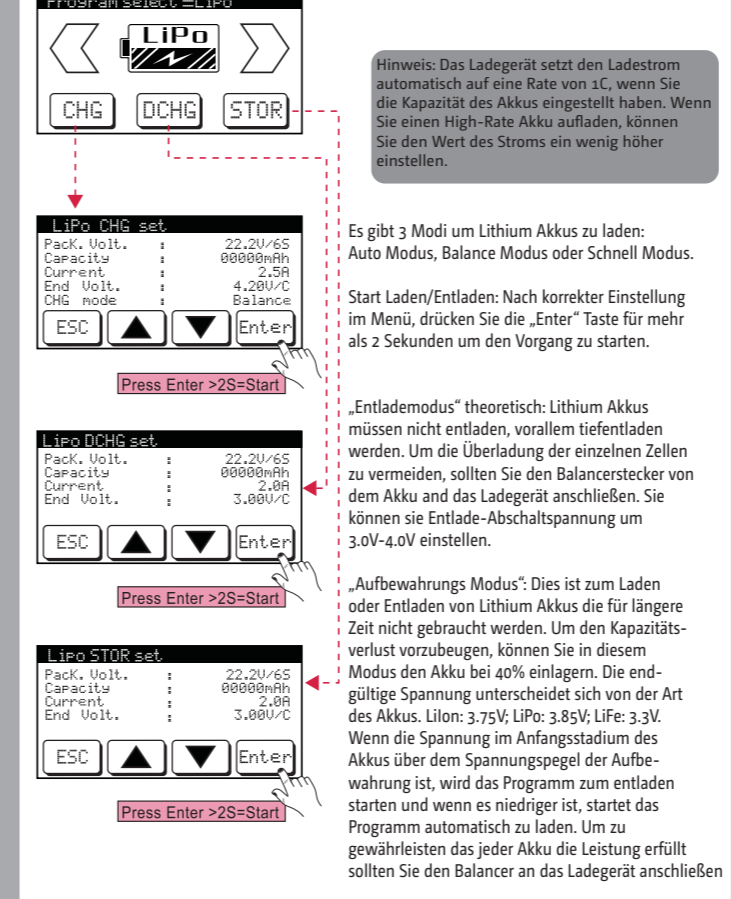 Program select =LiPo
LiPo
CHG
DCHG
STOR
Hinweis: Das Ladegerät setzt den Ladestrom
automatisch auf eine Rate von 1C, wenn Sie
die Kapazität des Akkus eingestellt haben. Wenn
Sie einen High-Rate Akku aufladen, können
Sie den Wert des Stroms ein wenig höher
einstellen.
LiPo CHG set
PacK. Volt. : 22.2V/6S
Capacity : 00000mAh
Current : 2.5A
End Volt. : 4.20V/C
CHG mode : Balance
ESC
Enter
Press Enter >2S=Start
Es gibt 3 Modi um Lithium Akkus zu laden:
Auto Modus, Balance Modus oder Schnell Modus.
Start Laden/Entladen: Nach korrekter Einstellung
im Menü, drücken Sie die „Enter" Taste für mehr
als 2 Sekunden um den Vorgang zu starten.
Lipo DCHG set
PacK. Volt. : 22.2V/6S
Capacity : 00000mAh
Current : 2.0A
End Volt. : 3.00V/C
ESC
Enter
Press Enter >2S=Start
„Entlademodus" theoretisch: Lithium Akkus
müssen nicht entladen, vorallem tiefentladen
werden. Um die Überladung der einzelnen Zellen
zu vermeiden, sollten Sie den Balancerstecker von
dem Akku and das Ladegerät anschließen. Sie
können sie Entlade-Abschaltspannung um
3.0V-4.0V einstellen.
Lipo STOR set
PacK. Volt. : 22.2V/6S
Capacity : 00000mAh
Current : 2.0A
End Volt. : 3.00V/C
ESC
Enter
Press Enter >2S=Start
„Aufbewahrungs Modus": Dies ist zum Laden
oder Entladen von Lithium Akkus die für längere
Zeit nicht gebraucht werden. Um den Kapazitäts-
verlust vorzubeugen, können Sie in diesem
Modus den Akku bei 40% einlagern. Die end-
gültige Spannung unterscheidet sich von der Art
des Akkus. LiIon: 3.75V; LiPo: 3.85V; LiFe: 3.3V.
Wenn die Spannung im Anfangsstadium des
Akkus über dem Spannungspegel der Aufbe-
wahrung ist, wird das Programm zum entladen
starten und wenn es niedriger ist, startet das
Programm automatisch zu laden. Um zu
gewährleisten das jeder Akku die Leistung erfüllt
sollten Sie den Balancer an das Ladegerät anschließen